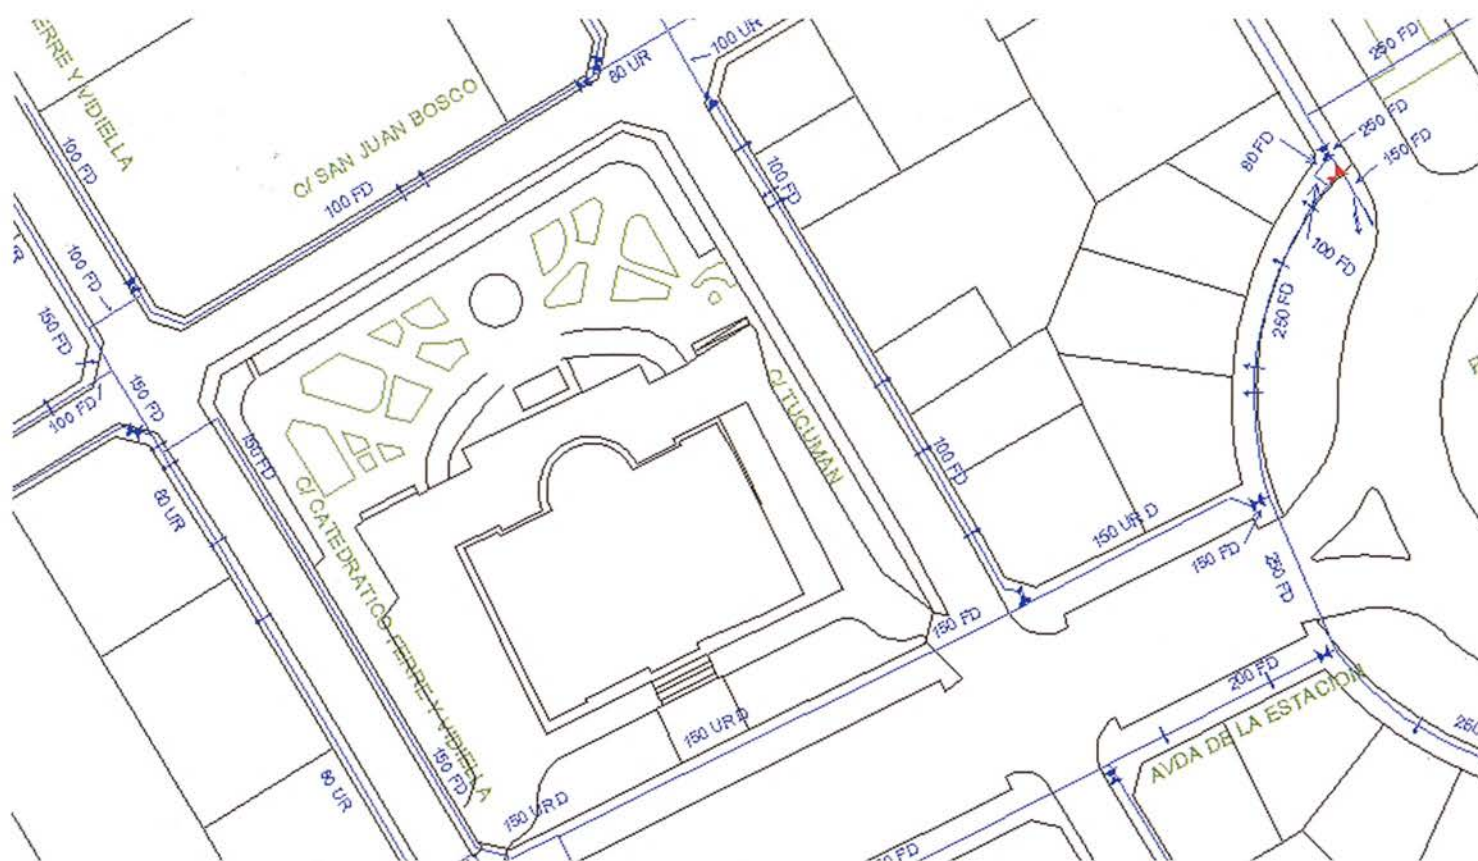 ERRE Y VIDIELLA
100 FD
C/ SAN JUAN BOSCO
100 FD
80 UR
100 UR
250 FD
250 FD
150 FD
80 FD
100 FD
100 FD
100 FD
150 FD
150 FD
100 FD
250 FD
150 FD
C/ TUCUMAN
100 FD
80 UR
C/ CATEDRATICO FERRE Y VIDIELLA
150 UR D
150 FD
250 FD
150 FD
200 FD
AVDA DE LA ESTACION
150 UR D
150 FD
80 UR
150 UR D